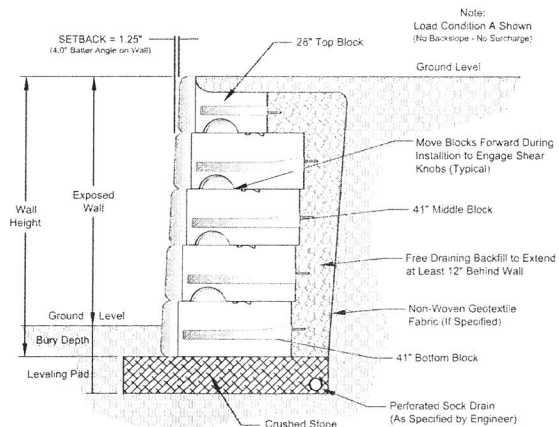 Note:
Load Condition A Shown
(No Backslope - No Surcharge)
SETBACK = 1.25"
(4.0° Batter Angle on Wall)
28" Top Block
Ground Level
Move Blocks Forward During
Installtion to Engage Shear
Knobs (Typical)
Exposed
Wall
Wall
Height
41" Middle Block
Free Draining Backfill to Extend
at Least 12" Behind Wall
Ground Level
Non-Woven Geotextile
Fabric (If Specified)
Bury Depth
41" Bottom Block
Leveling Pad
Perforated Sock Drain
(As Specified by Engineer)
Crushed Stone